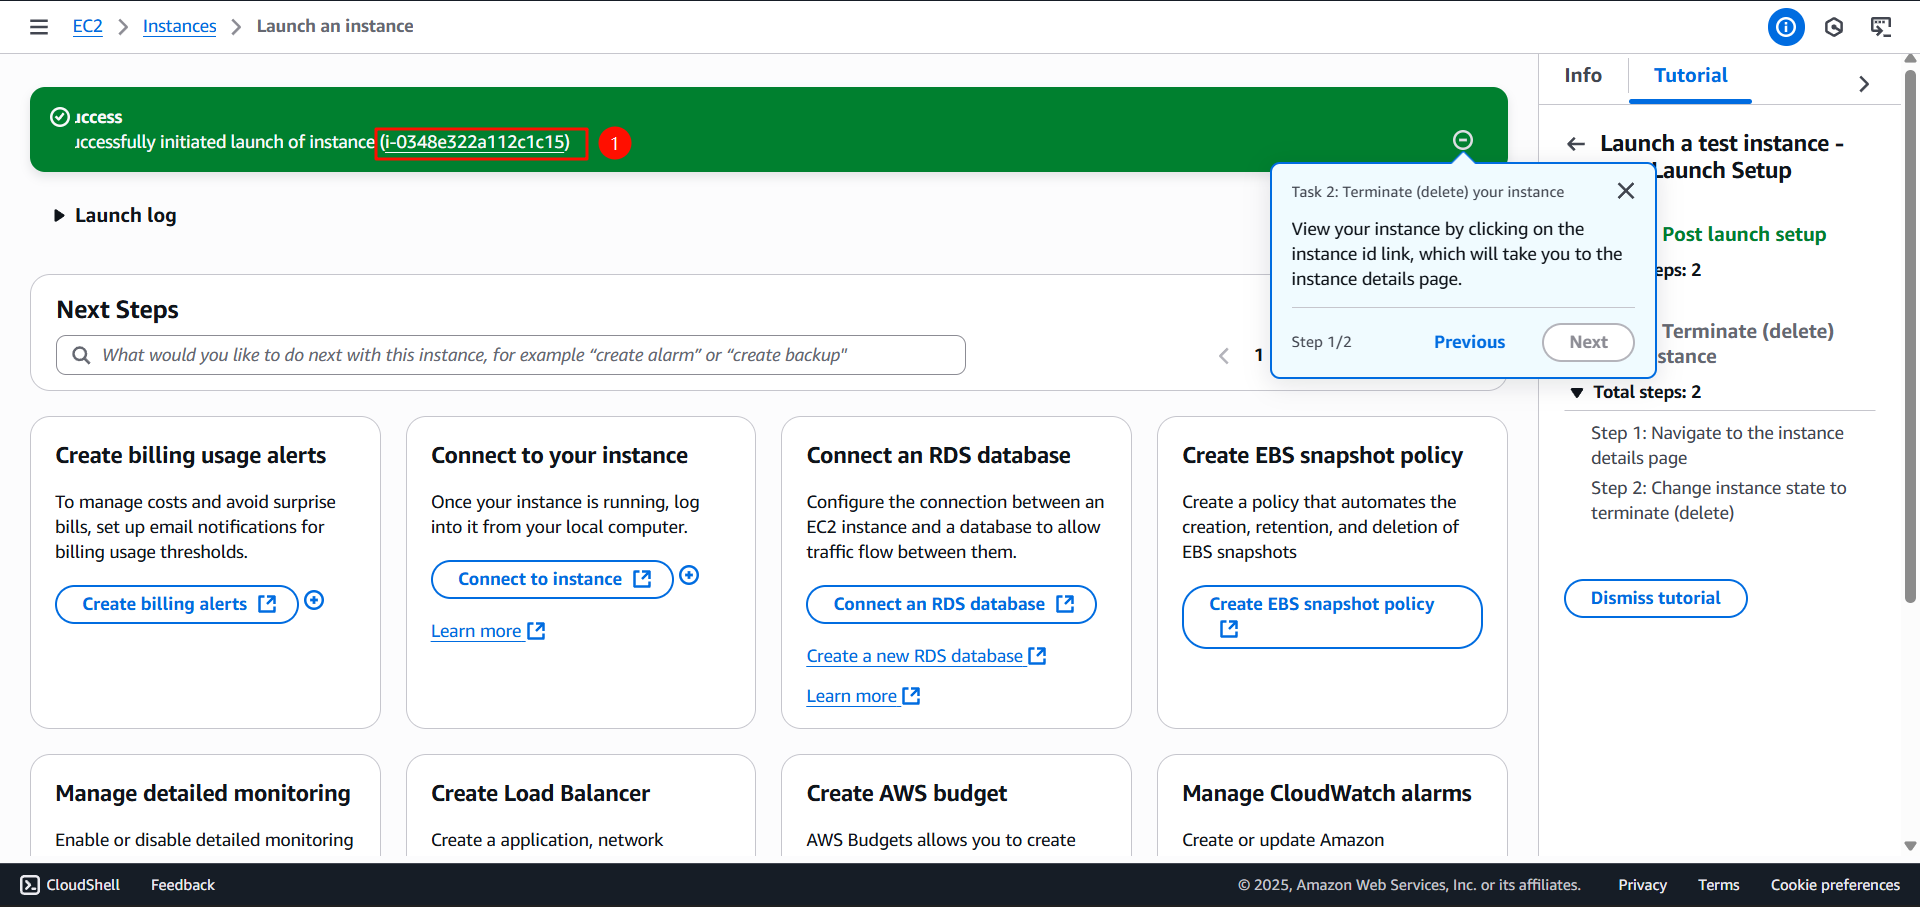 EC2 > Instances > Launch an instance
Info
Tutorial
uccess
uccessfully initiated launch of instance (i-0348e322a112c1c15)
1
Launch log
Task 2: Terminate (delete) your instance
View your instance by clicking on the
instance id link, which will take you to the
instance details page.
Step 1/2
Previous
Next
Launch a test instance -
Launch Setup
Post launch setup
eps: 2
Terminate (delete)
stance
Total steps: 2
Step 1: Navigate to the instance
details page
Step 2: Change instance state to
terminate (delete)
Dismiss tutorial
Next Steps
What would you like to do next with this instance, for example “create alarm” or “create backup"
1
Create billing usage alerts
To manage costs and avoid surprise
bills, set up email notifications for
billing usage thresholds.
Create billing alerts
Connect to your instance
Once your instance is running, log
into it from your local computer.
Connect to instance
Learn more
Connect an RDS database
Configure the connection between an
EC2 instance and a database to allow
traffic flow between them.
Connect an RDS database
Create a new RDS database
Learn more
Create EBS snapshot policy
Create a policy that automates the
creation, retention, and deletion of
EBS snapshots
Create EBS snapshot policy
Manage detailed monitoring
Enable or disable detailed monitoring
Create Load Balancer
Create a application, network
Create AWS budget
AWS Budgets allows you to create
Manage CloudWatch alarms
Create or update Amazon
CloudShell
Feedback
© 2025, Amazon Web Services, Inc. or its affiliates.
Privacy
Terms
Cookie preferences